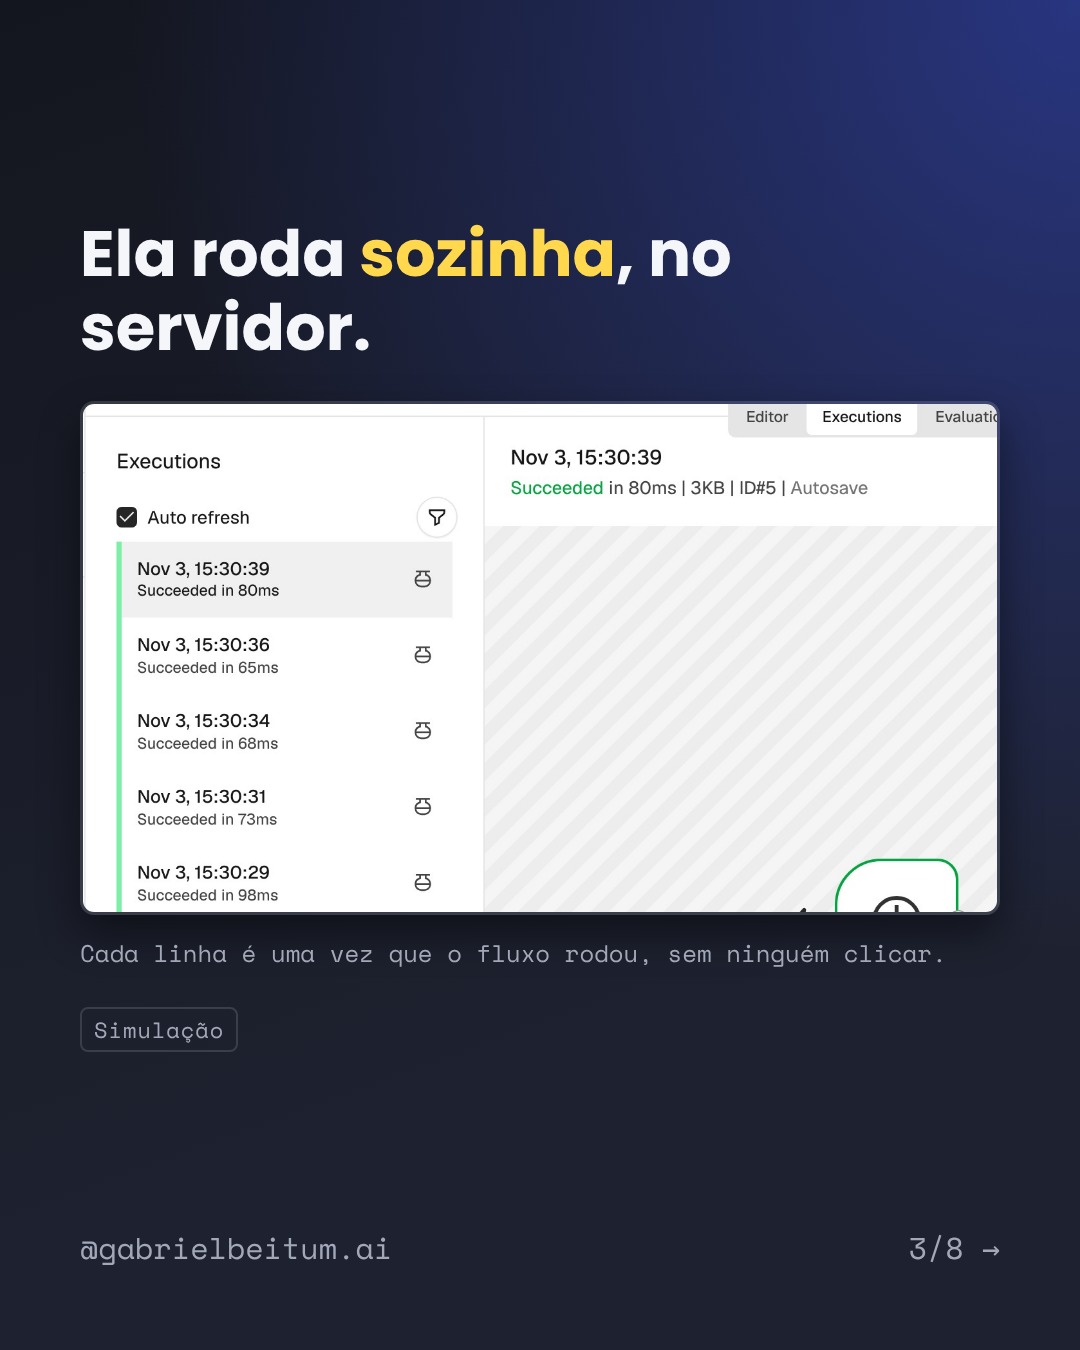 Ela roda sozinha, no
servidor.
Editor Executions Evaluatio
Executions
Auto refresh
Nov 3, 15:30:39
Succeeded in 80ms
Nov 3, 15:30:36
Succeeded in 65ms
Nov 3, 15:30:34
Succeeded in 68ms
Nov 3, 15:30:31
Succeeded in 73ms
Nov 3, 15:30:29
Succeeded in 98ms
Nov 3, 15:30:39
Succeeded in 80ms | 3KB | ID#5 | Autosave
Cada linha é uma vez que o fluxo rodou, sem ninguém clicar.
Simulação
@gabrielbeitum.ai
3/8 →